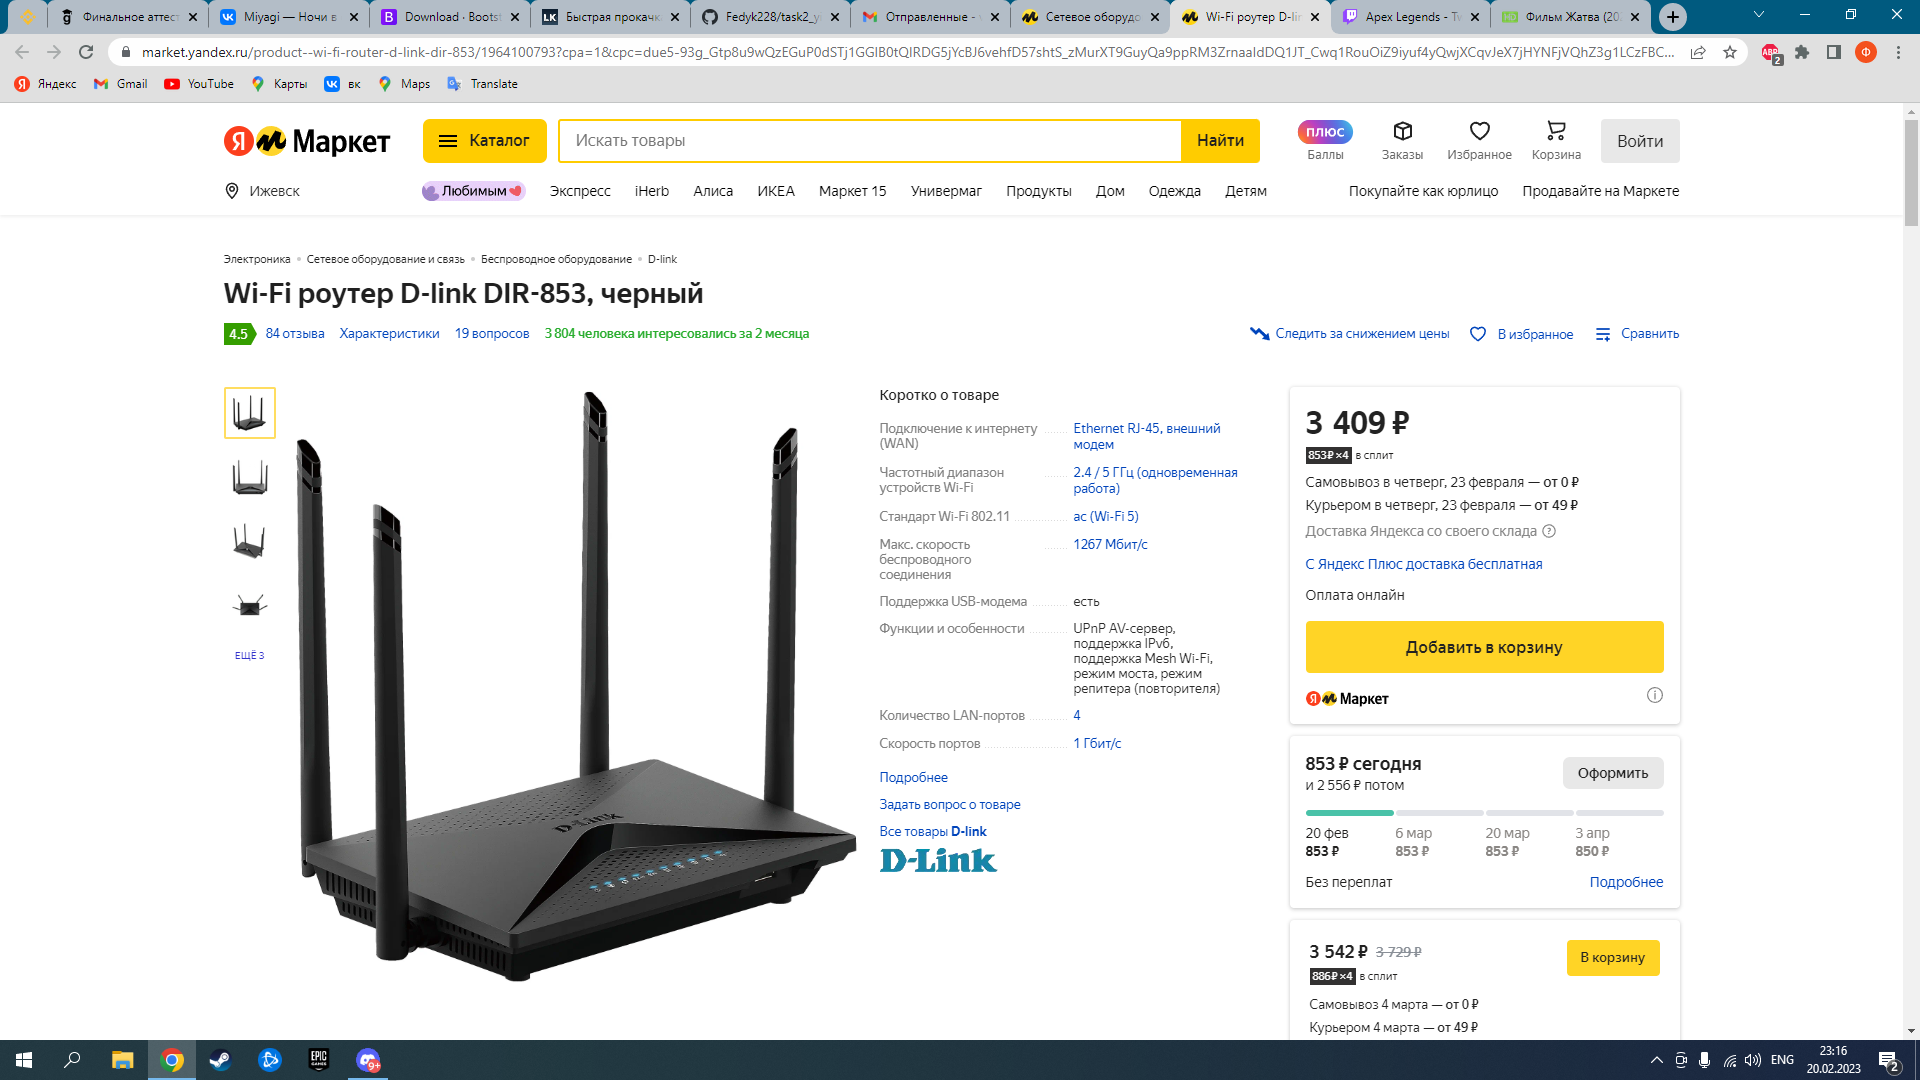 Финальное аттест
Miyagi — Ночи в
Download · Bootst
Быстрая прокачк
Fedyk228/task2_y
Отправленные -
Сетевое оборудо
Wi-Fi роутер D-lin
Apex Legends - Tw
Фильм Жатва (20
market.yandex.ru/product--wi-fi-router-d-link-dir-853/1964100793?cpa=1&cpc=due5-93g_Gtp8u9wQzEGuP0dSTj1GGIB0tQIRDG5jYcBJ6vehfD57shtS_zMurXT9GuyQa9ppRM3ZrnaaIdDQ1JT_Cwq1RouOiZ9iyuf4yQwjXCqvJeX7jHYNFjVQhZ3g1LCzFBC...
ABP 2
Ф
Яндекс
Gmail
YouTube
Карты
вк
Maps
Translate
Я Маркет
Каталог
Искать товары
Найти
плюс
Баллы
Заказы
Избранное
Корзина
Войти
Ижевск
Любимым
Экспресс
iHerb
Алиса
ИКЕА
Маркет 15
Универмаг
Продукты
Дом
Одежда
Детям
Покупайте как юрлицо
Продавайте на Маркете
Электроника • Сетевое оборудование и связь • Беспроводное оборудование • D-link
Wi-Fi роутер D-link DIR-853, черный
4.5
84 отзыва
Характеристики
19 вопросов
3 804 человека интересовались за 2 месяца
Следить за снижением цены
В избранное
Сравнить
ЕЩЁ 3
D-Link
Коротко о товаре
Подключение к интернету (WAN)
Ethernet RJ-45, внешний модем
Частотный диапазон устройств Wi-Fi
2.4 / 5 ГГц (одновременная работа)
Стандарт Wi-Fi 802.11
ac (Wi-Fi 5)
Макс. скорость беспроводного соединения
1267 Мбит/с
Поддержка USB-модема
есть
Функции и особенности
UPnP AV-сервер,
поддержка IPv6,
поддержка Mesh Wi-Fi,
режим моста, режим
репитера (повторителя)
Количество LAN-портов
4
Скорость портов
1 Гбит/с
Подробнее
Задать вопрос о товаре
Все товары D-link
D-Link
3 409 ₽
853 ₽ ×4 в сплит
Самовывоз в четверг, 23 февраля — от 0 ₽
Курьером в четверг, 23 февраля — от 49 ₽
Доставка Яндекса со своего склада
С Яндекс Плюс доставка бесплатная
Оплата онлайн
Добавить в корзину
Я Маркет
853 ₽ сегодня
и 2 556 ₽ потом
Оформить
20 фев
6 мар
20 мар
3 апр
853 ₽
853 ₽
853 ₽
850 ₽
Без переплат
Подробнее
3 542 ₽ 3 729 ₽
886 ₽ ×4 в сплит
В корзину
Самовывоз 4 марта — от 0 ₽
Курьером 4 марта — от 49 ₽
EPIC GAMES
9+
ENG
23:16
20.02.2023
2